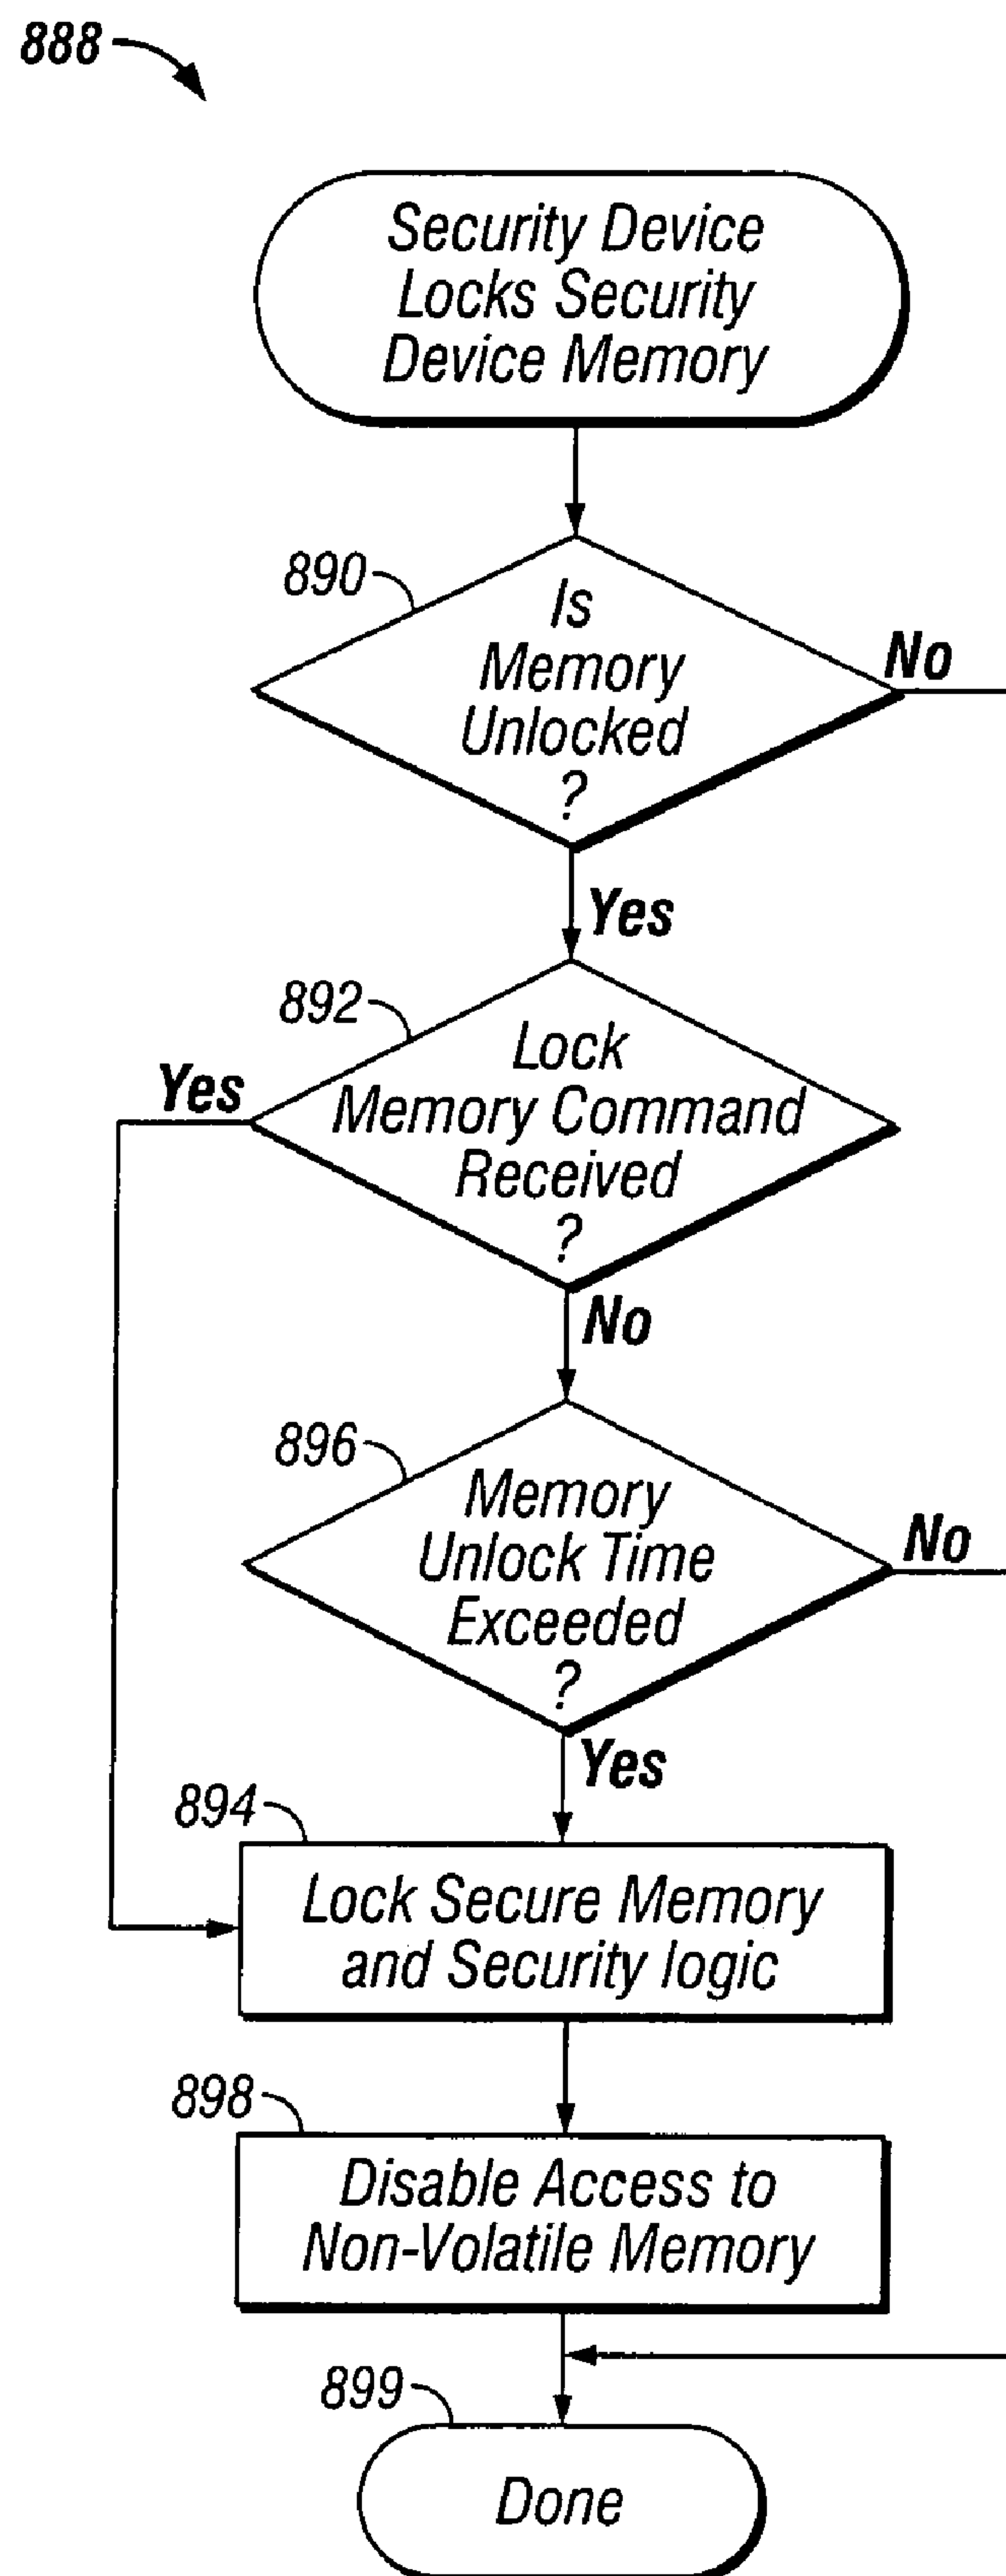 888
Security Device
Locks Security
Device Memory
890
Is
Memory
Unlocked
?
No
Yes
892
Lock
Memory Command
Received
?
Yes
No
896
Memory
Unlock Time
Exceeded
?
No
Yes
894
Lock Secure Memory
and Security logic
898
Disable Access to
Non-Volatile Memory
899
Done